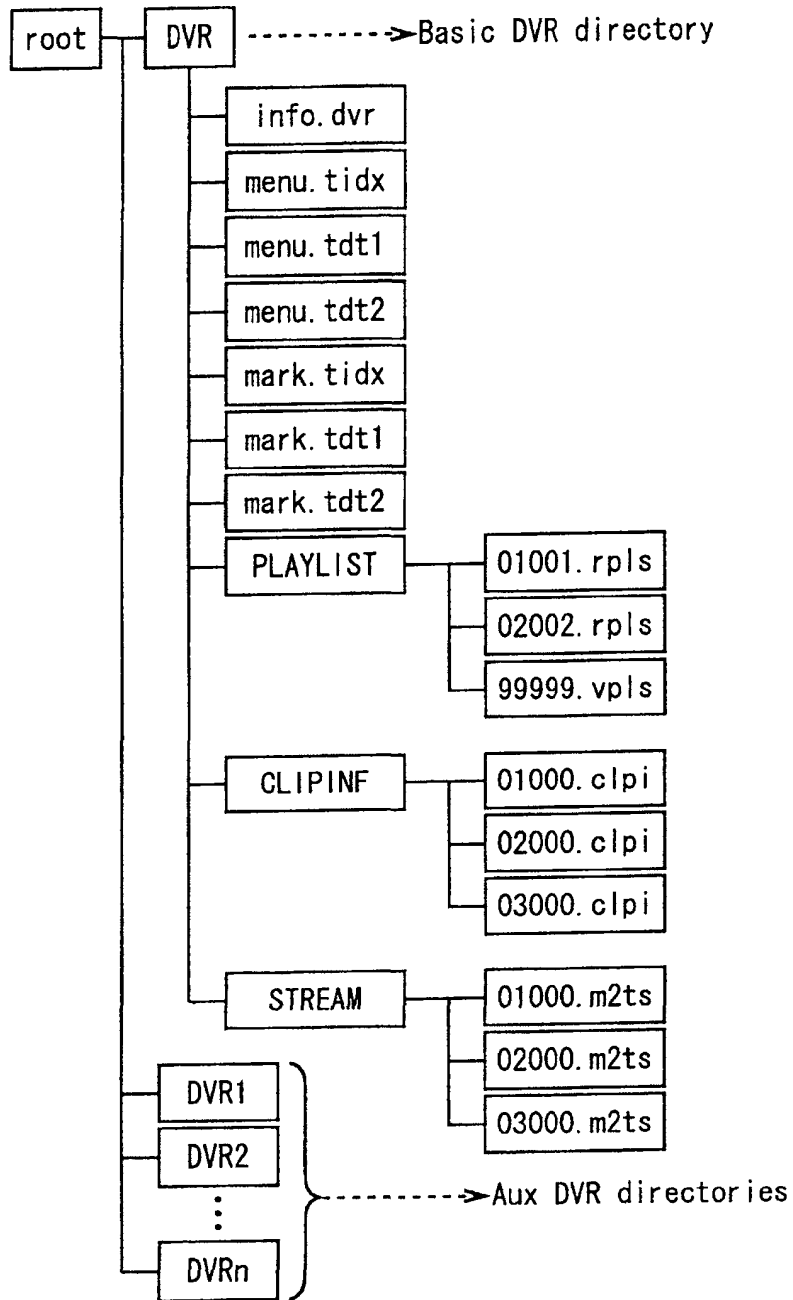 root
DVR
Basic DVR directory
info.dvr
menu.tidx
menu.tdt1
menu.tdt2
mark.tidx
mark.tdt1
mark.tdt2
PLAYLIST
01001.rpls
02002.rpls
99999.vpls
CLIPINF
01000.clpi
02000.clpi
03000.clpi
STREAM
01000.m2ts
02000.m2ts
03000.m2ts
DVR1
DVR2
⋮
DVRn
Aux DVR directories